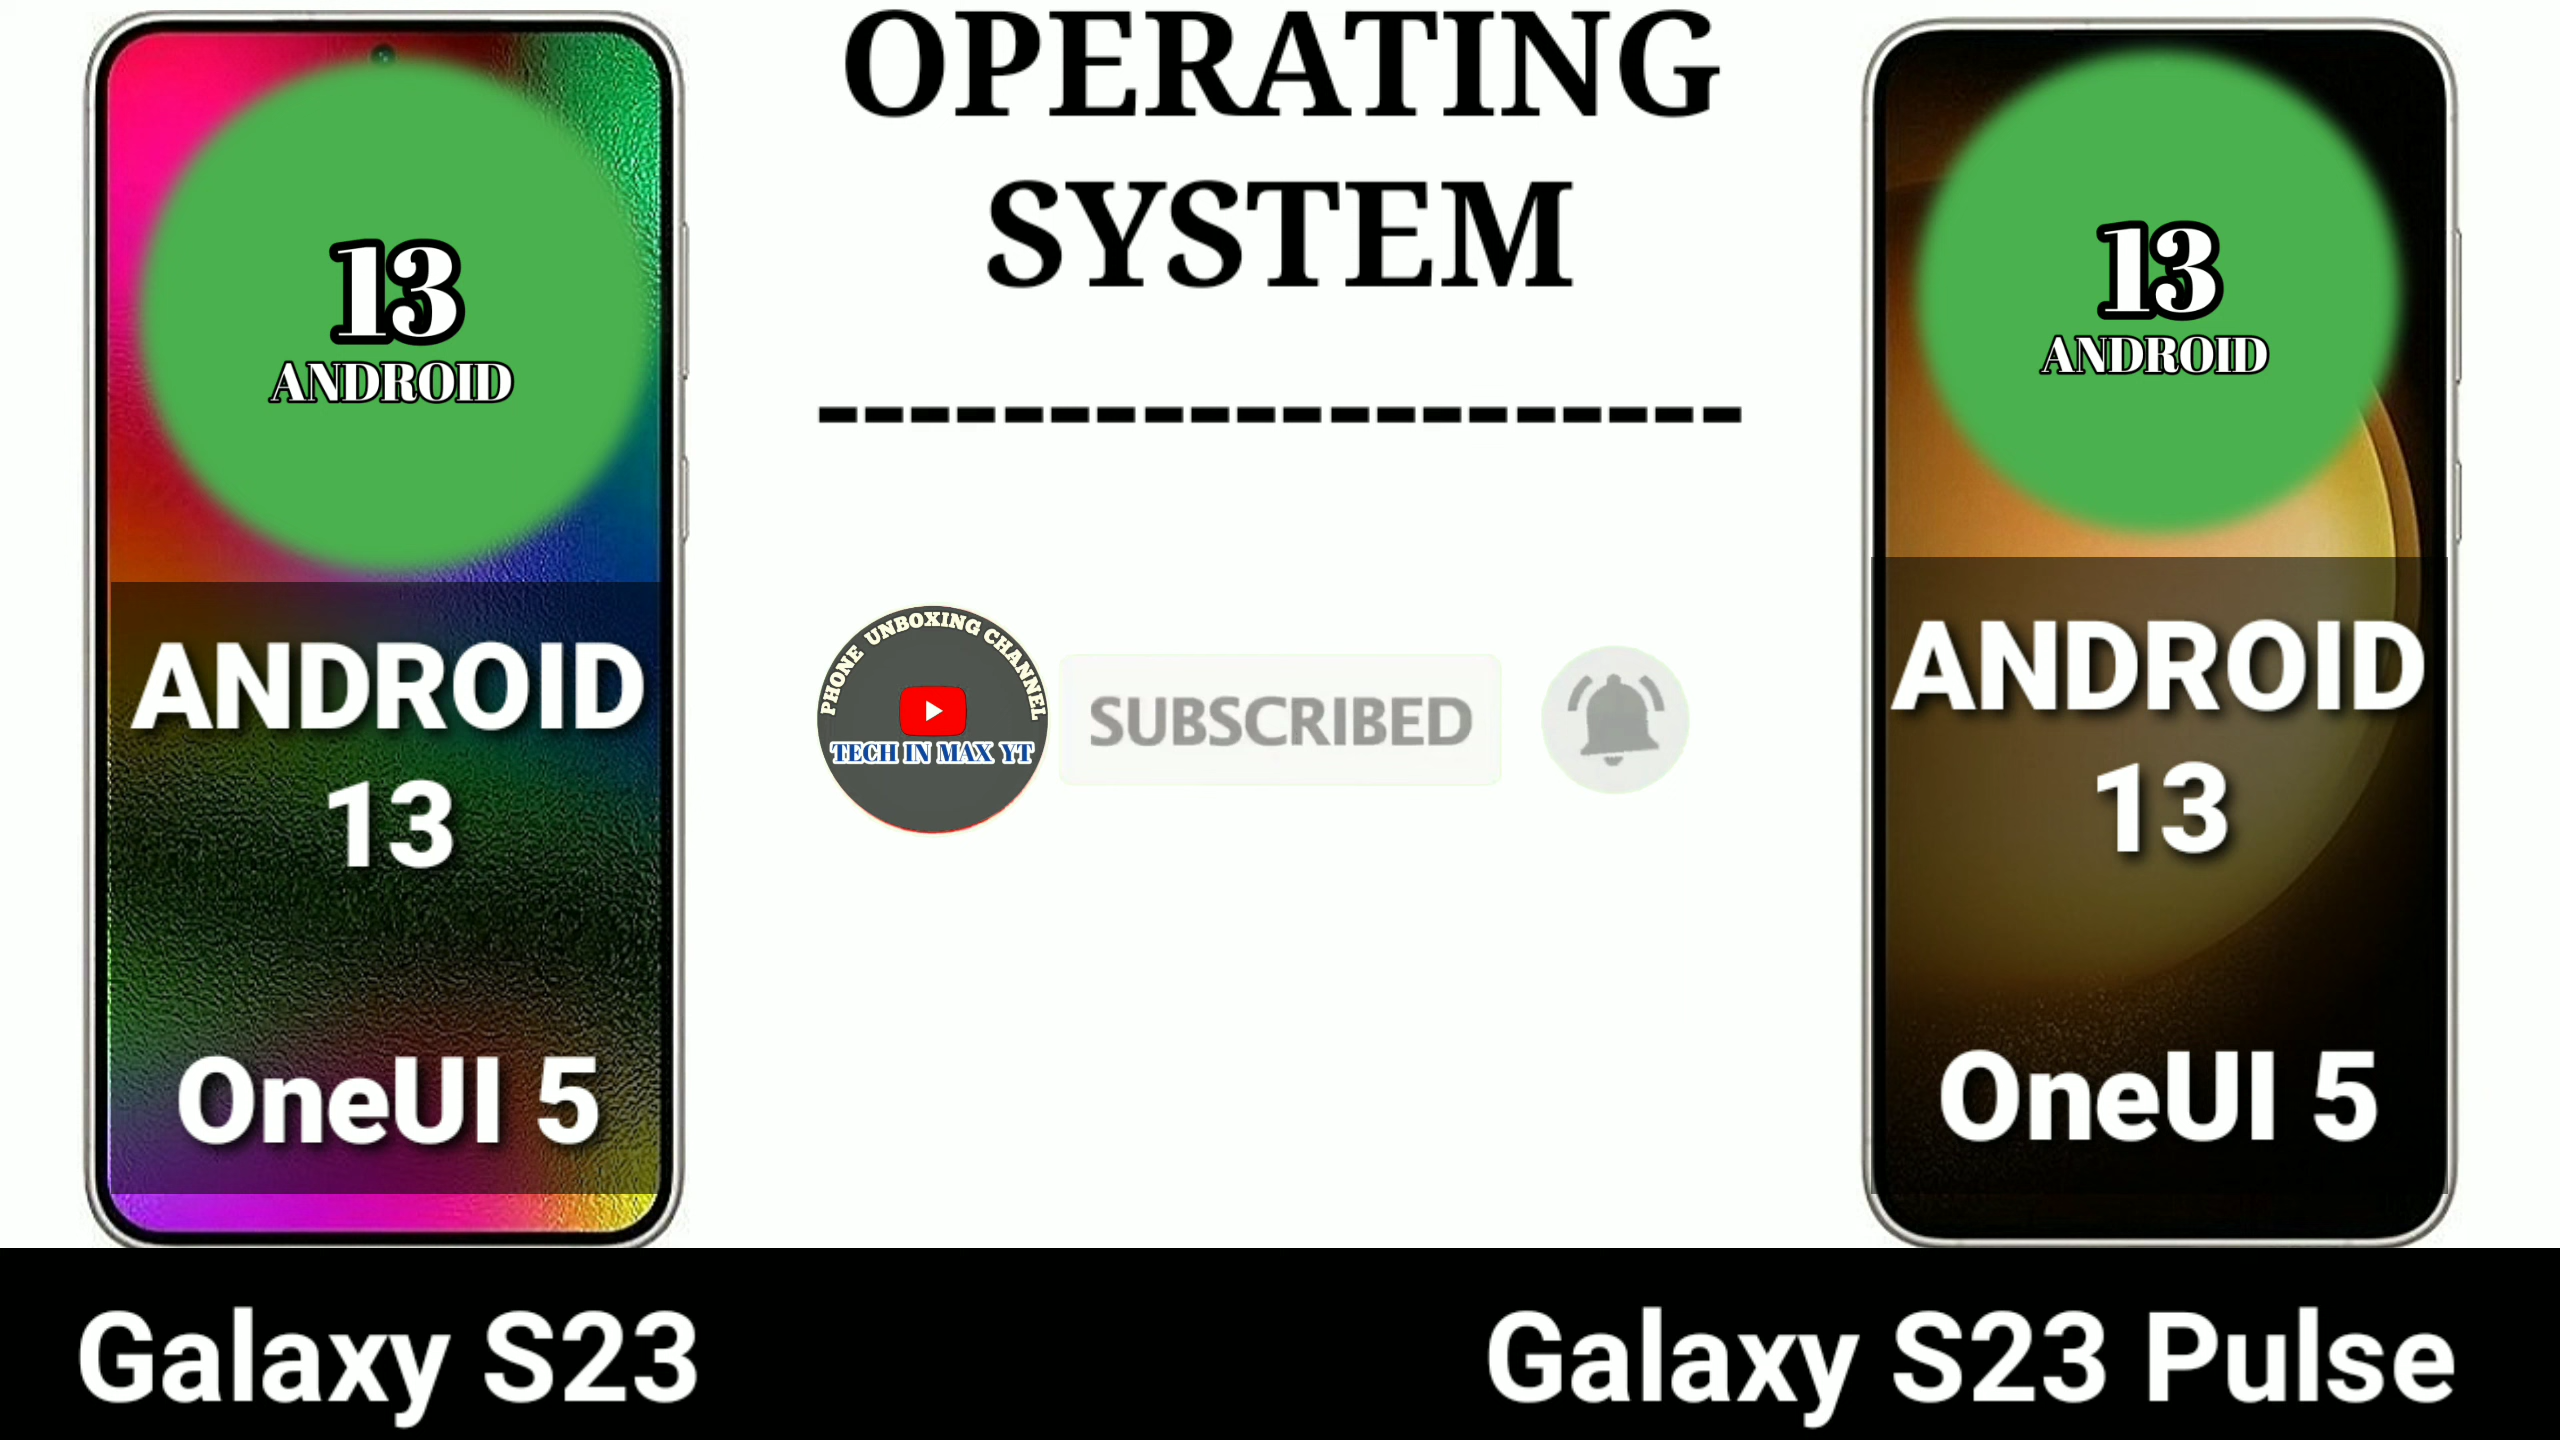 OPERATING
SYSTEM
--------------------
13
ANDROID
ANDROID
13
OneUI 5
PHONE UNBOXING CHANNEL
TECH IN MAX YT
SUBSCRIBED
13
ANDROID
ANDROID
13
OneUI 5
Galaxy S23
Galaxy S23 Pulse